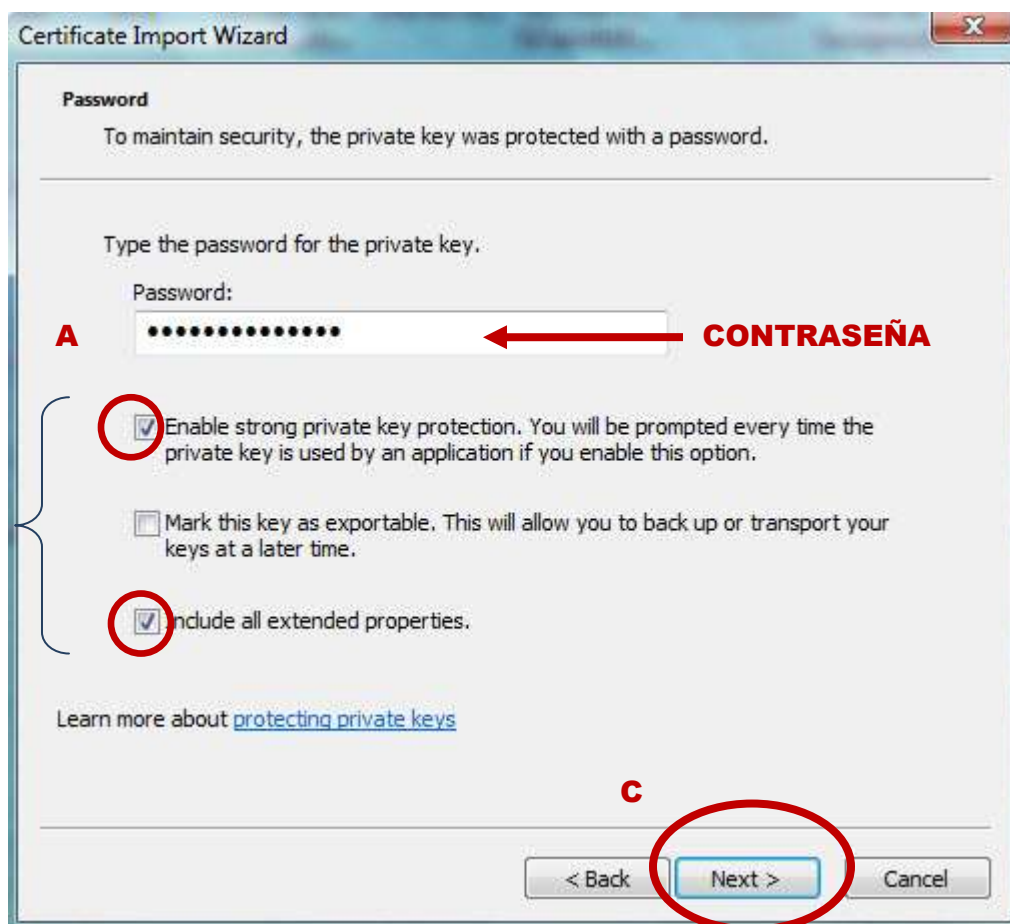 Certificate Import Wizard
Password
To maintain security, the private key was protected with a password.
Type the password for the private key.
Password:
A
CONTRASEÑA
Enable strong private key protection. You will be prompted every time the
private key is used by an application if you enable this option.
Mark this key as exportable. This will allow you to back up or transport your
keys at a later time.
Include all extended properties.
Learn more about protecting private keys
C
< Back
Next >
Cancel